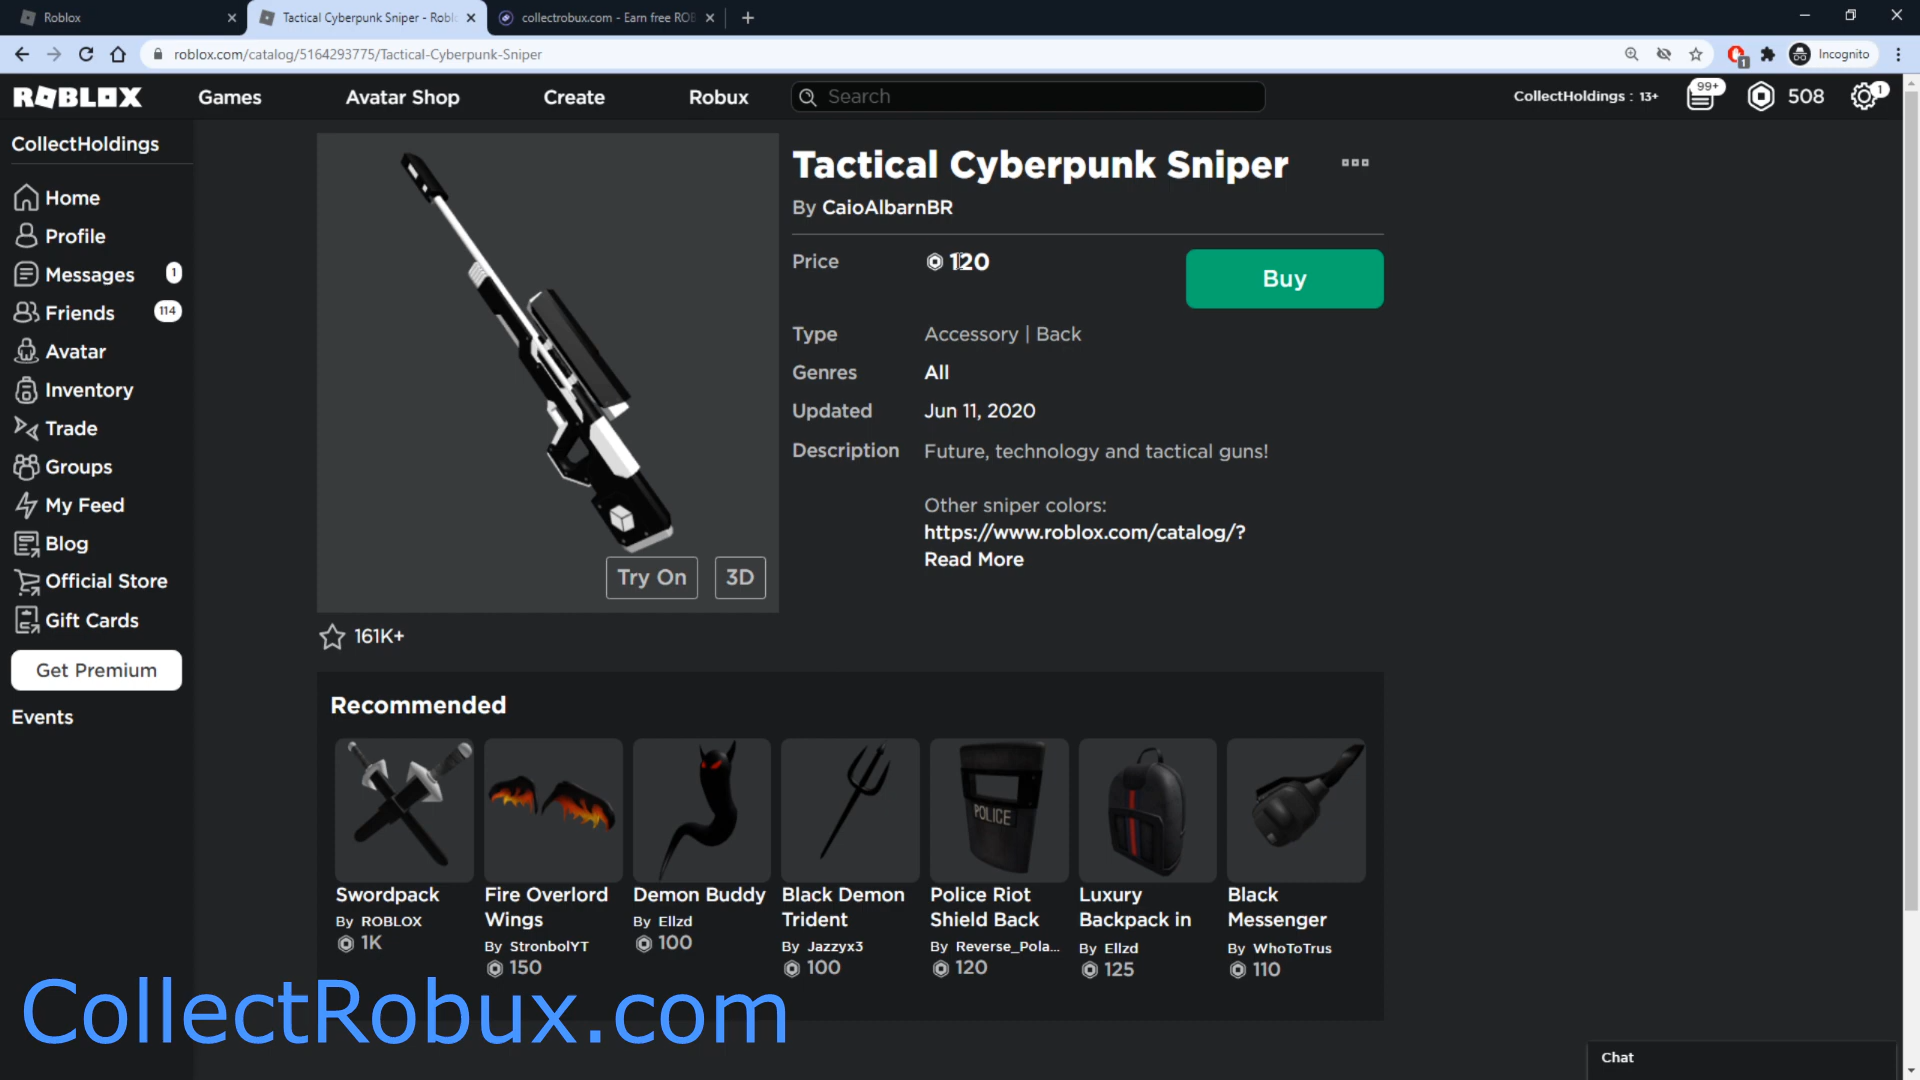 Roblox
Tactical Cyberpunk Sniper - Roblo
collectrobux.com - Earn free ROB
roblox.com/catalog/5164293775/Tactical-Cyberpunk-Sniper
1
Incognito
ROBLOX
Games
Avatar Shop
Create
Robux
Search
CollectHoldings : 13+
99+
508
1
CollectHoldings
Home
Profile
Messages 1
Friends 114
Avatar
Inventory
Trade
Groups
My Feed
Blog
Official Store
Gift Cards
Get Premium
Events
Try On
3D
161K+
Tactical Cyberpunk Sniper
By CaioAlbarnBR
Price 120
Buy
Type Accessory | Back
Genres All
Updated Jun 11, 2020
Description Future, technology and tactical guns!
Other sniper colors:
https://www.roblox.com/catalog/?
Read More
Recommended
Swordpack
By ROBLOX
1K
Fire Overlord
Wings
By StronbolYT
150
Demon Buddy
By Ellzd
100
Black Demon
Trident
By Jazzyx3
100
POLICE
Police Riot
Shield Back
By Reverse_Pola...
120
Luxury
Backpack in
By Ellzd
125
Black
Messenger
By WhoToTrus
110
CollectRobux.com
Chat